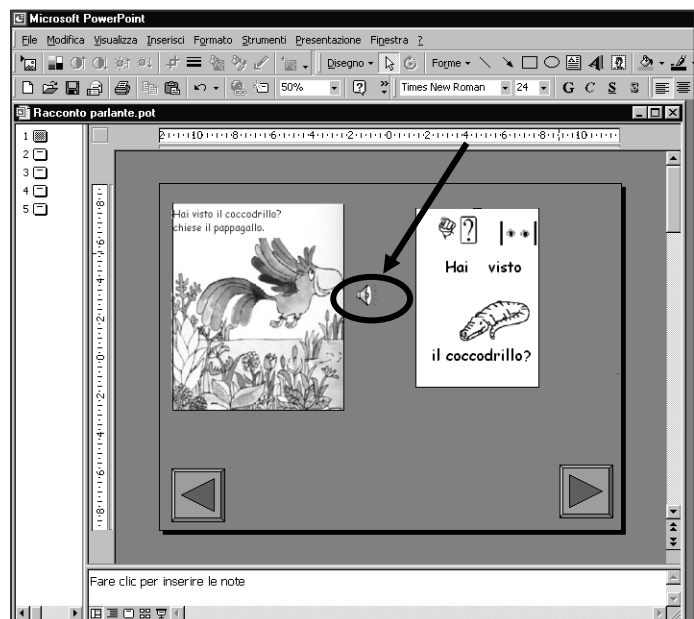 Microsoft PowerPoint
File Modifica Visualizza Inserisci Formato Strumenti Presentazione Finestra ?
Disegno Forme
50% Times New Roman 24 G C S S
Racconto parlante.pot
1
2
3
4
5
Hai visto il coccodrillo?
chiese il pappagallo.
?
Hai visto
il coccodrillo?
Fare clic per inserire le note